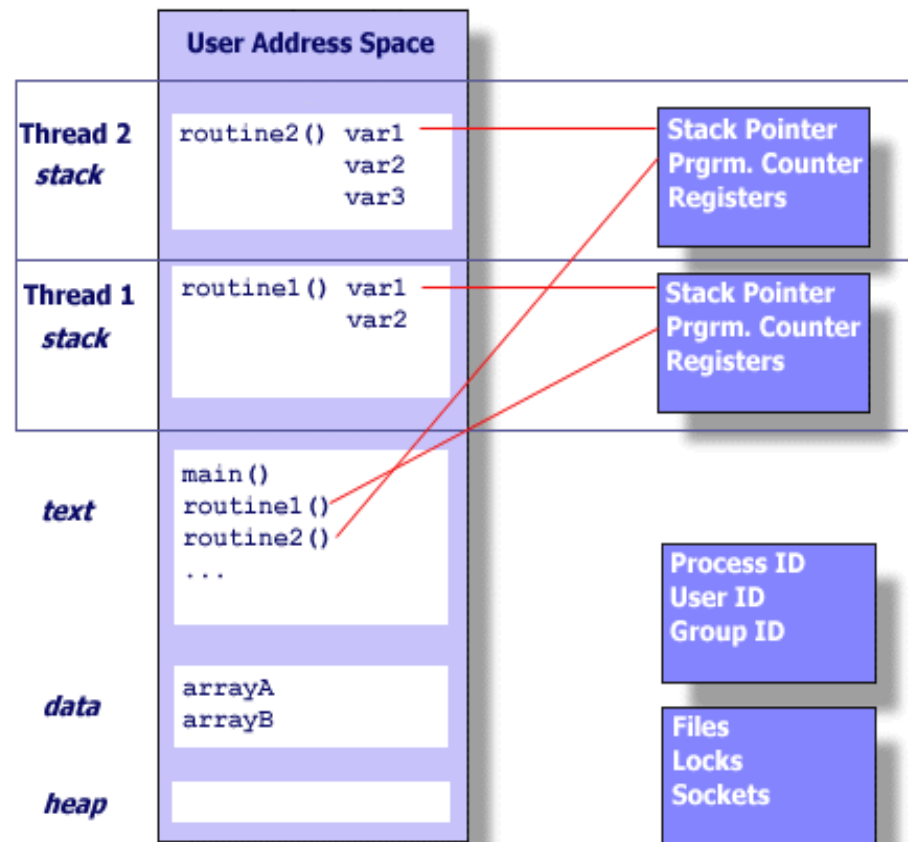 User Address Space
Thread 2
stack
routine2() var1
var2
var3
Stack Pointer
Prgrm. Counter
Registers
Thread 1
stack
routine1() var1
var2
Stack Pointer
Prgrm. Counter
Registers
text
main()
routine1()
routine2()
...
Process ID
User ID
Group ID
data
arrayA
arrayB
Files
Locks
Sockets
heap